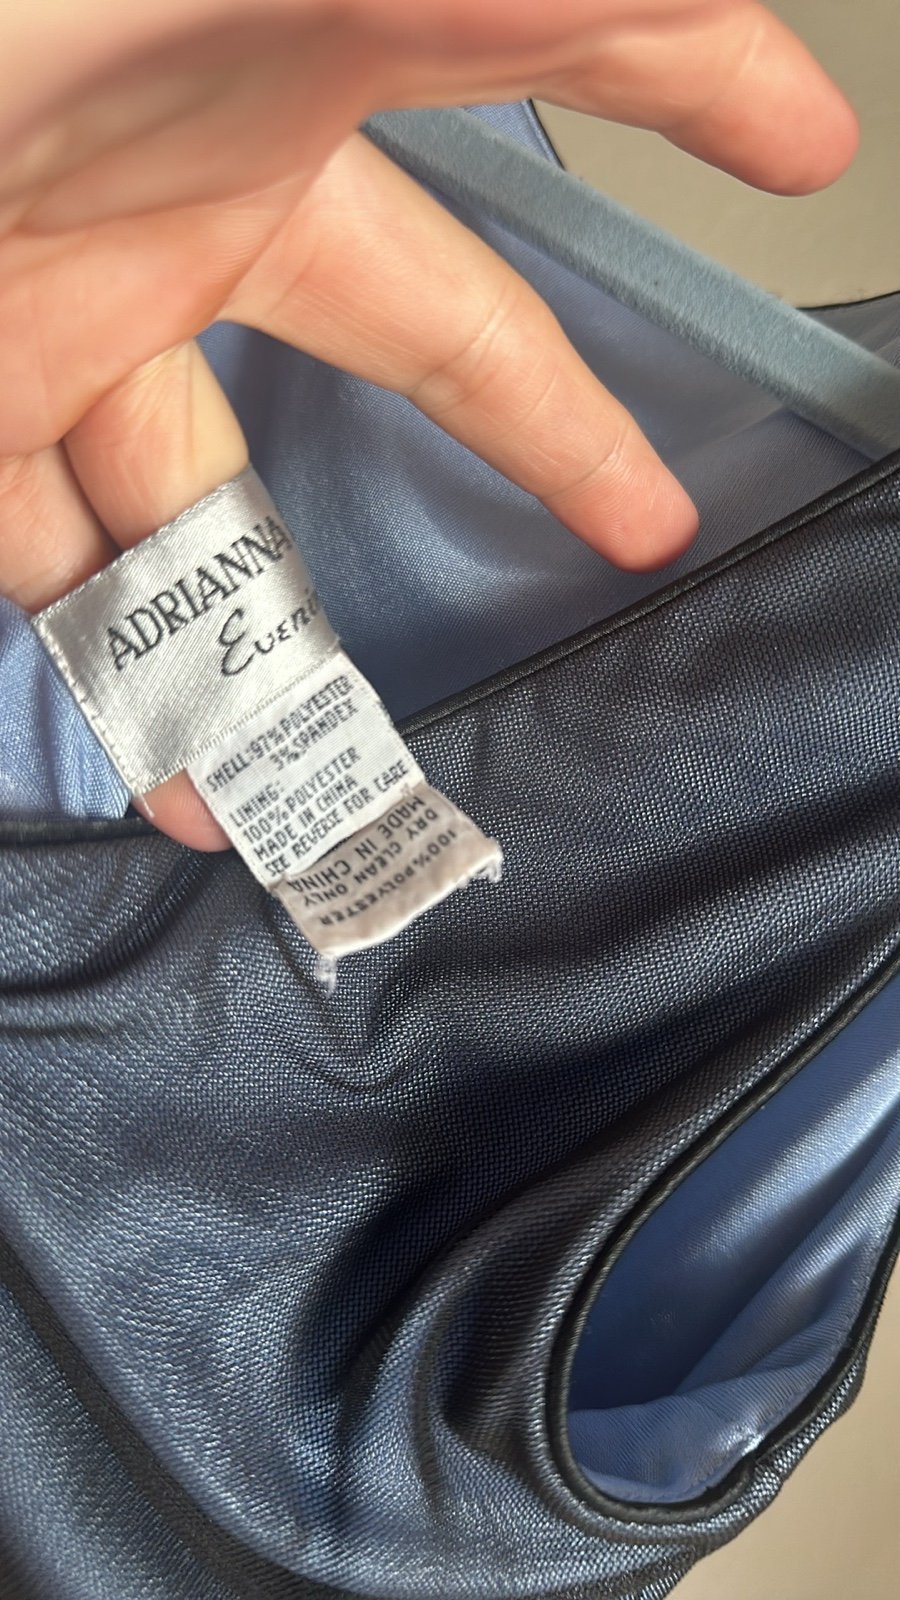 ADRIANNA
Eveni
SHELL:97%POLYESTER
3%SPANDEX
LINING:
100%POLYESTER
MADE IN CHINA
SEE REVERSE FOR CARE
100%POLYESTER
DRY CLEAN ONLY
MADE IN CHINA